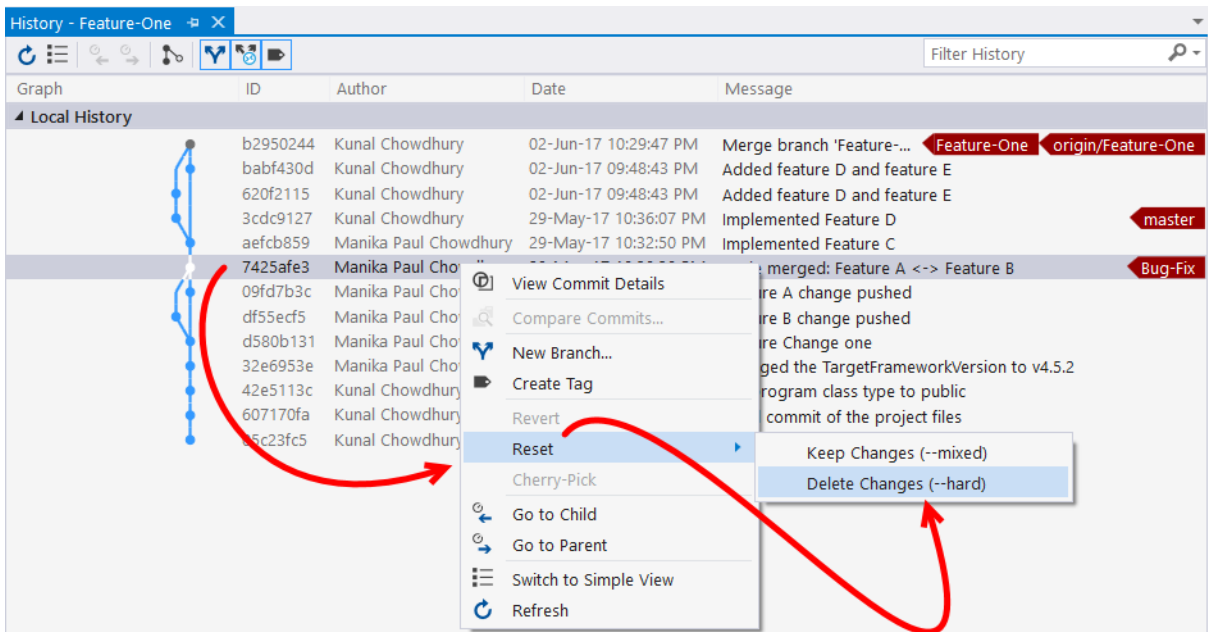 History - Feature-One
Filter History
Graph ID Author Date Message
Local History
b2950244 Kunal Chowdhury 02-Jun-17 10:29:47 PM Merge branch 'Feature-... Feature-One origin/Feature-One
babf430d Kunal Chowdhury 02-Jun-17 09:48:43 PM Added feature D and feature E
620f2115 Kunal Chowdhury 02-Jun-17 09:48:43 PM Added feature D and feature E
3cdc9127 Kunal Chowdhury 29-May-17 10:36:07 PM Implemented Feature D master
aefcb859 Manika Paul Chowdhury 29-May-17 10:32:50 PM Implemented Feature C
7425afe3 Manika Paul Cho merged: Feature A <-> Feature B Bug-Fix
09fd7b3c Manika Paul Cho A change pushed
df55ecf5 Manika Paul Cho B change pushed
d580b131 Manika Paul Cho Change one
32e6953e Manika Paul Cho ged the TargetFrameworkVersion to v4.5.2
42e5113c Kunal Chowdhury rogram class type to public
607170fa Kunal Chowdhury commit of the project files
5c23fc5 Kunal Chowdhury
View Commit Details
Compare Commits...
New Branch...
Create Tag
Revert
Reset
Keep Changes (--mixed)
Cherry-Pick
Delete Changes (--hard)
Go to Child
Go to Parent
Switch to Simple View
Refresh